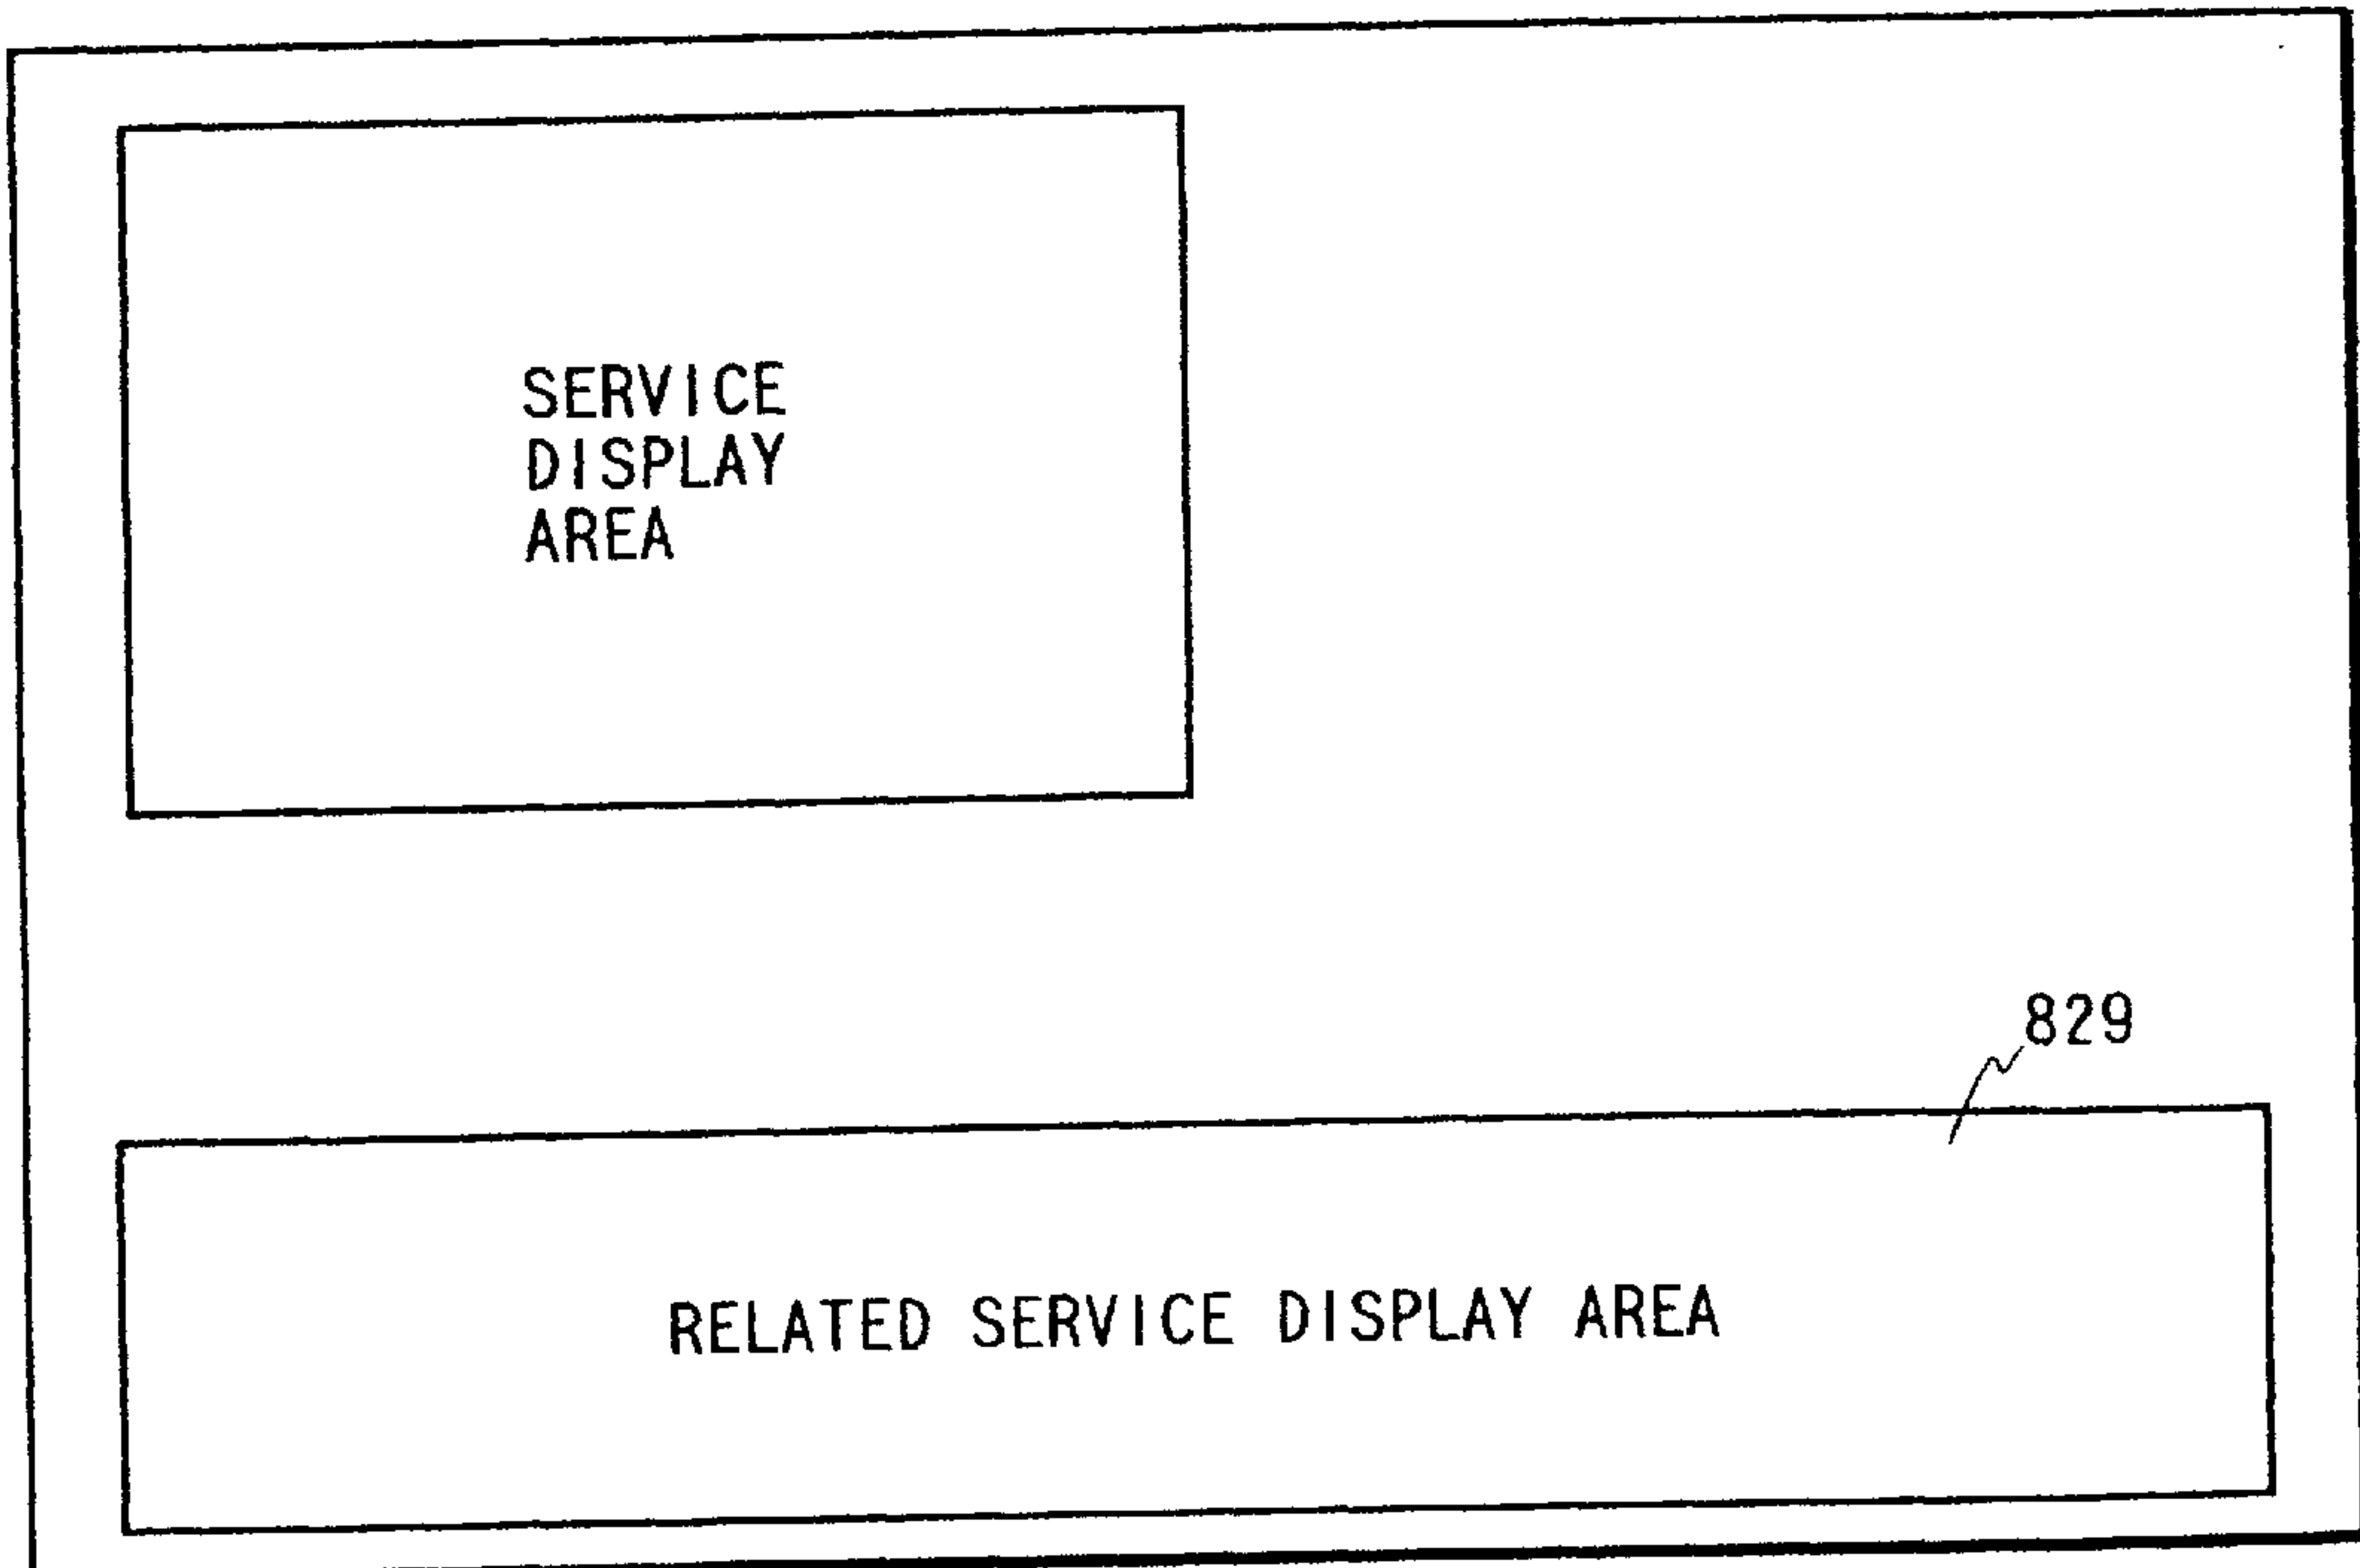 SERVICE
DISPLAY
AREA
829
RELATED SERVICE DISPLAY AREA